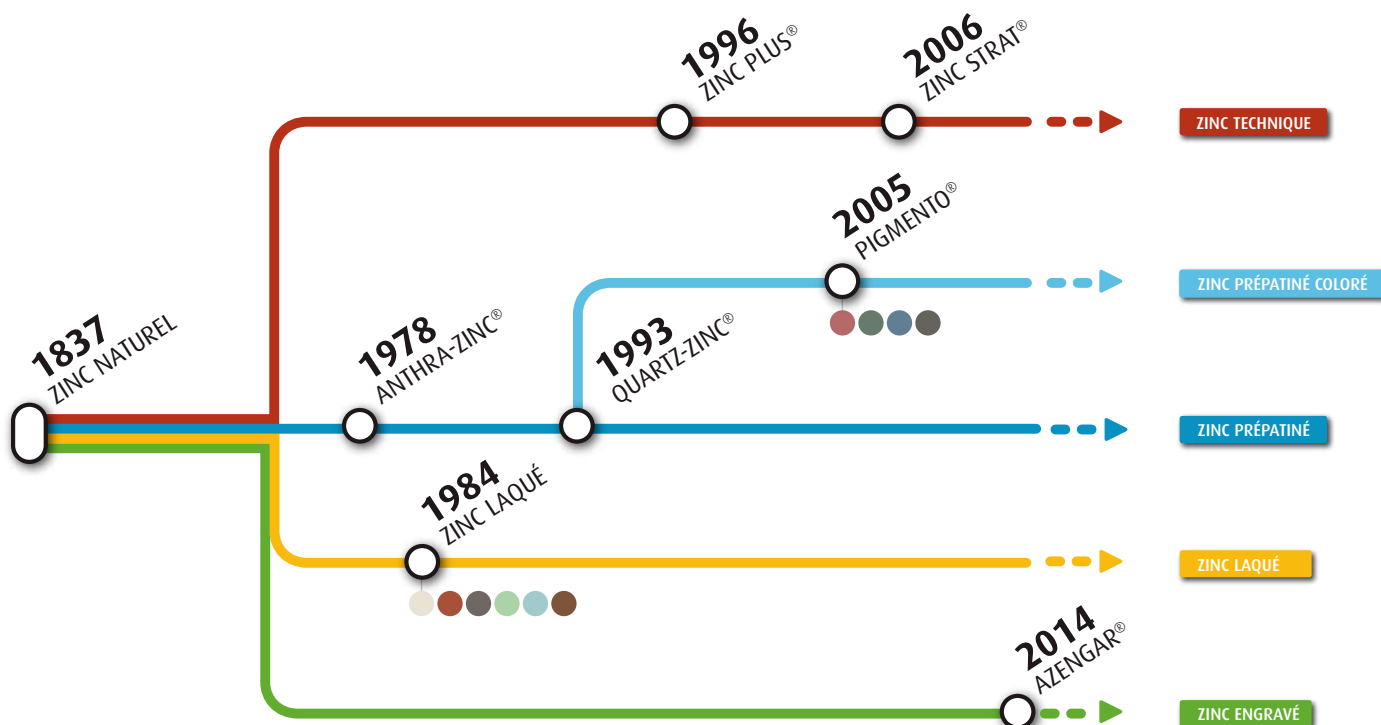 1996
ZINC PLUS®
2006
ZINC STRAT®
ZINC TECHNIQUE
2005
PIGMENTO®
ZINC PRÉPATINÉ COLORÉ
1837
ZINC NATUREL
1978
ANTHRA-ZINC®
1993
QUARTZ-ZINC®
ZINC PRÉPATINÉ
1984
ZINC LAQUÉ
ZINC LAQUÉ
2014
AZENGAR®
ZINC ENGRAVÉ